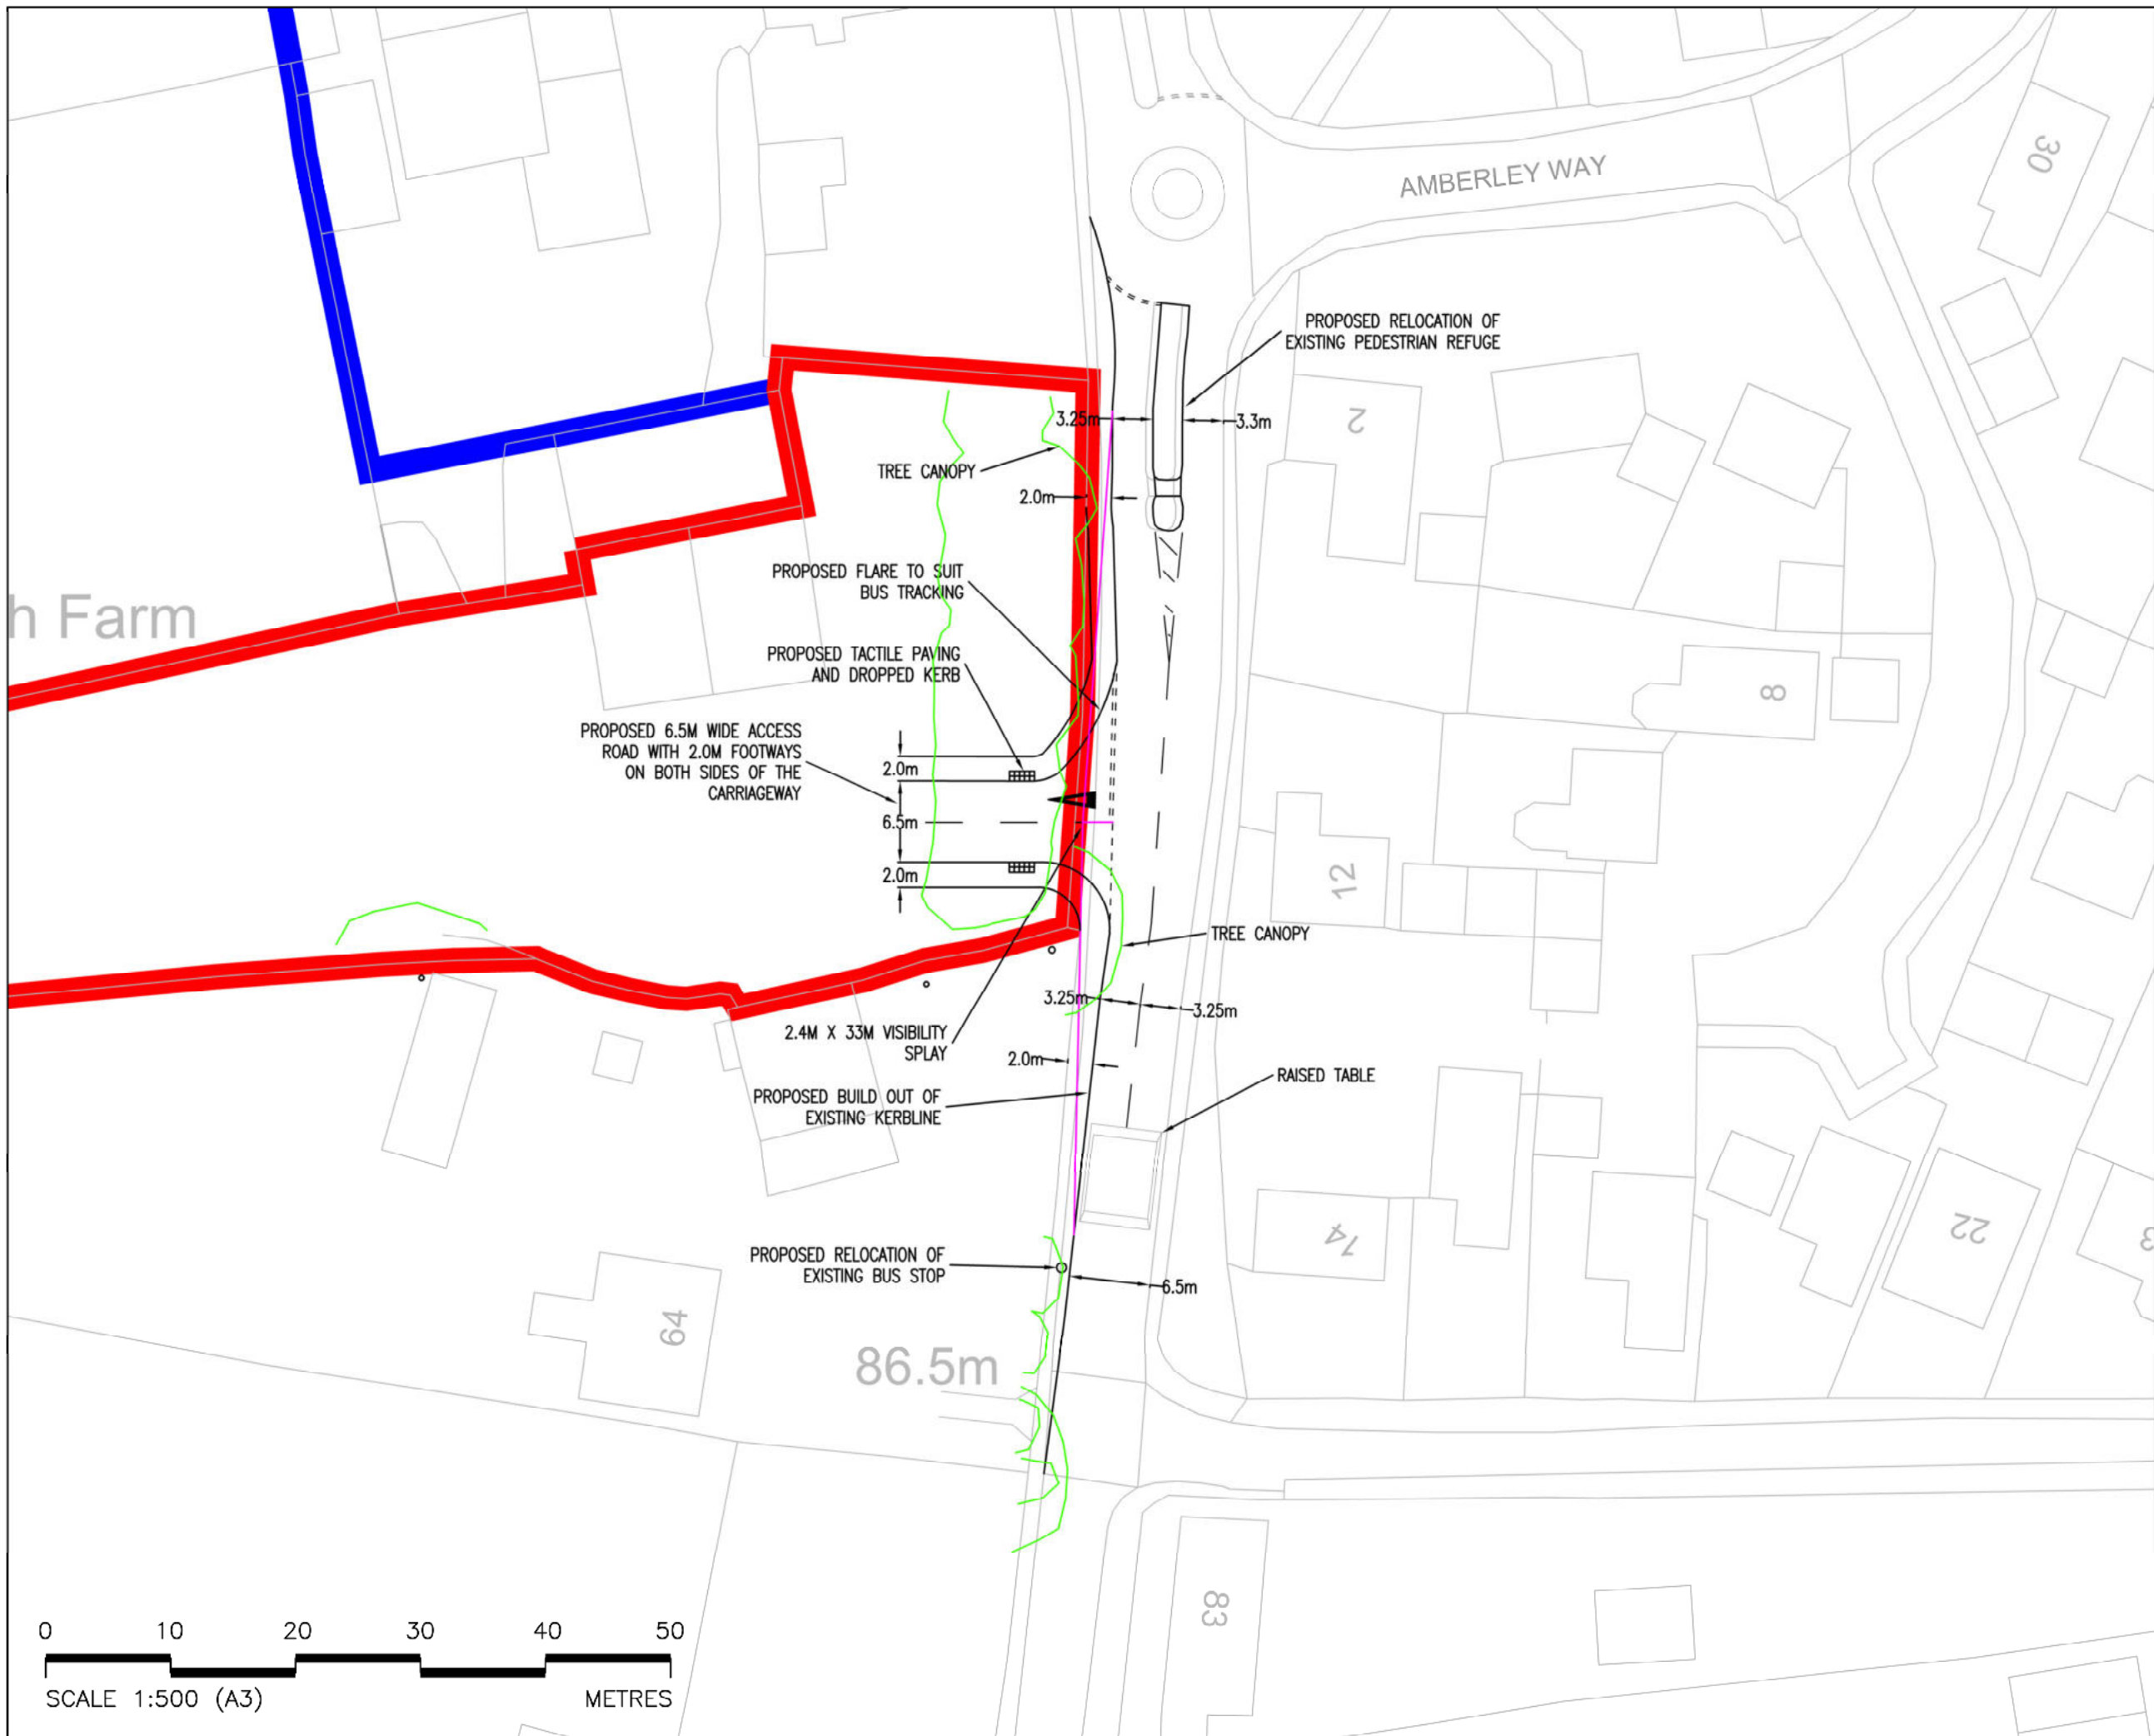 AMBERLEY WAY
30
PROPOSED RELOCATION OF
EXISTING PEDESTRIAN REFUGE
2
3.25m
3.3m
TREE CANOPY
2.0m
PROPOSED FLARE TO SUIT
BUS TRACKING
h Farm
PROPOSED TACTILE PAVING
AND DROPPED KERB
8
PROPOSED 6.5M WIDE ACCESS
ROAD WITH 2.0M FOOTWAYS
ON BOTH SIDES OF THE
CARRIAGEWAY
2.0m
6.5m
2.0m
12
TREE CANOPY
3.25m
3.25m
2.4M X 33M VISIBILITY
SPLAY
2.0m
RAISED TABLE
PROPOSED BUILD OUT OF
EXISTING KERBLINE
14
22
3
PROPOSED RELOCATION OF
EXISTING BUS STOP
6.5m
64
86.5m
83
0 10 20 30 40 50
SCALE 1:500 (A3) METRES